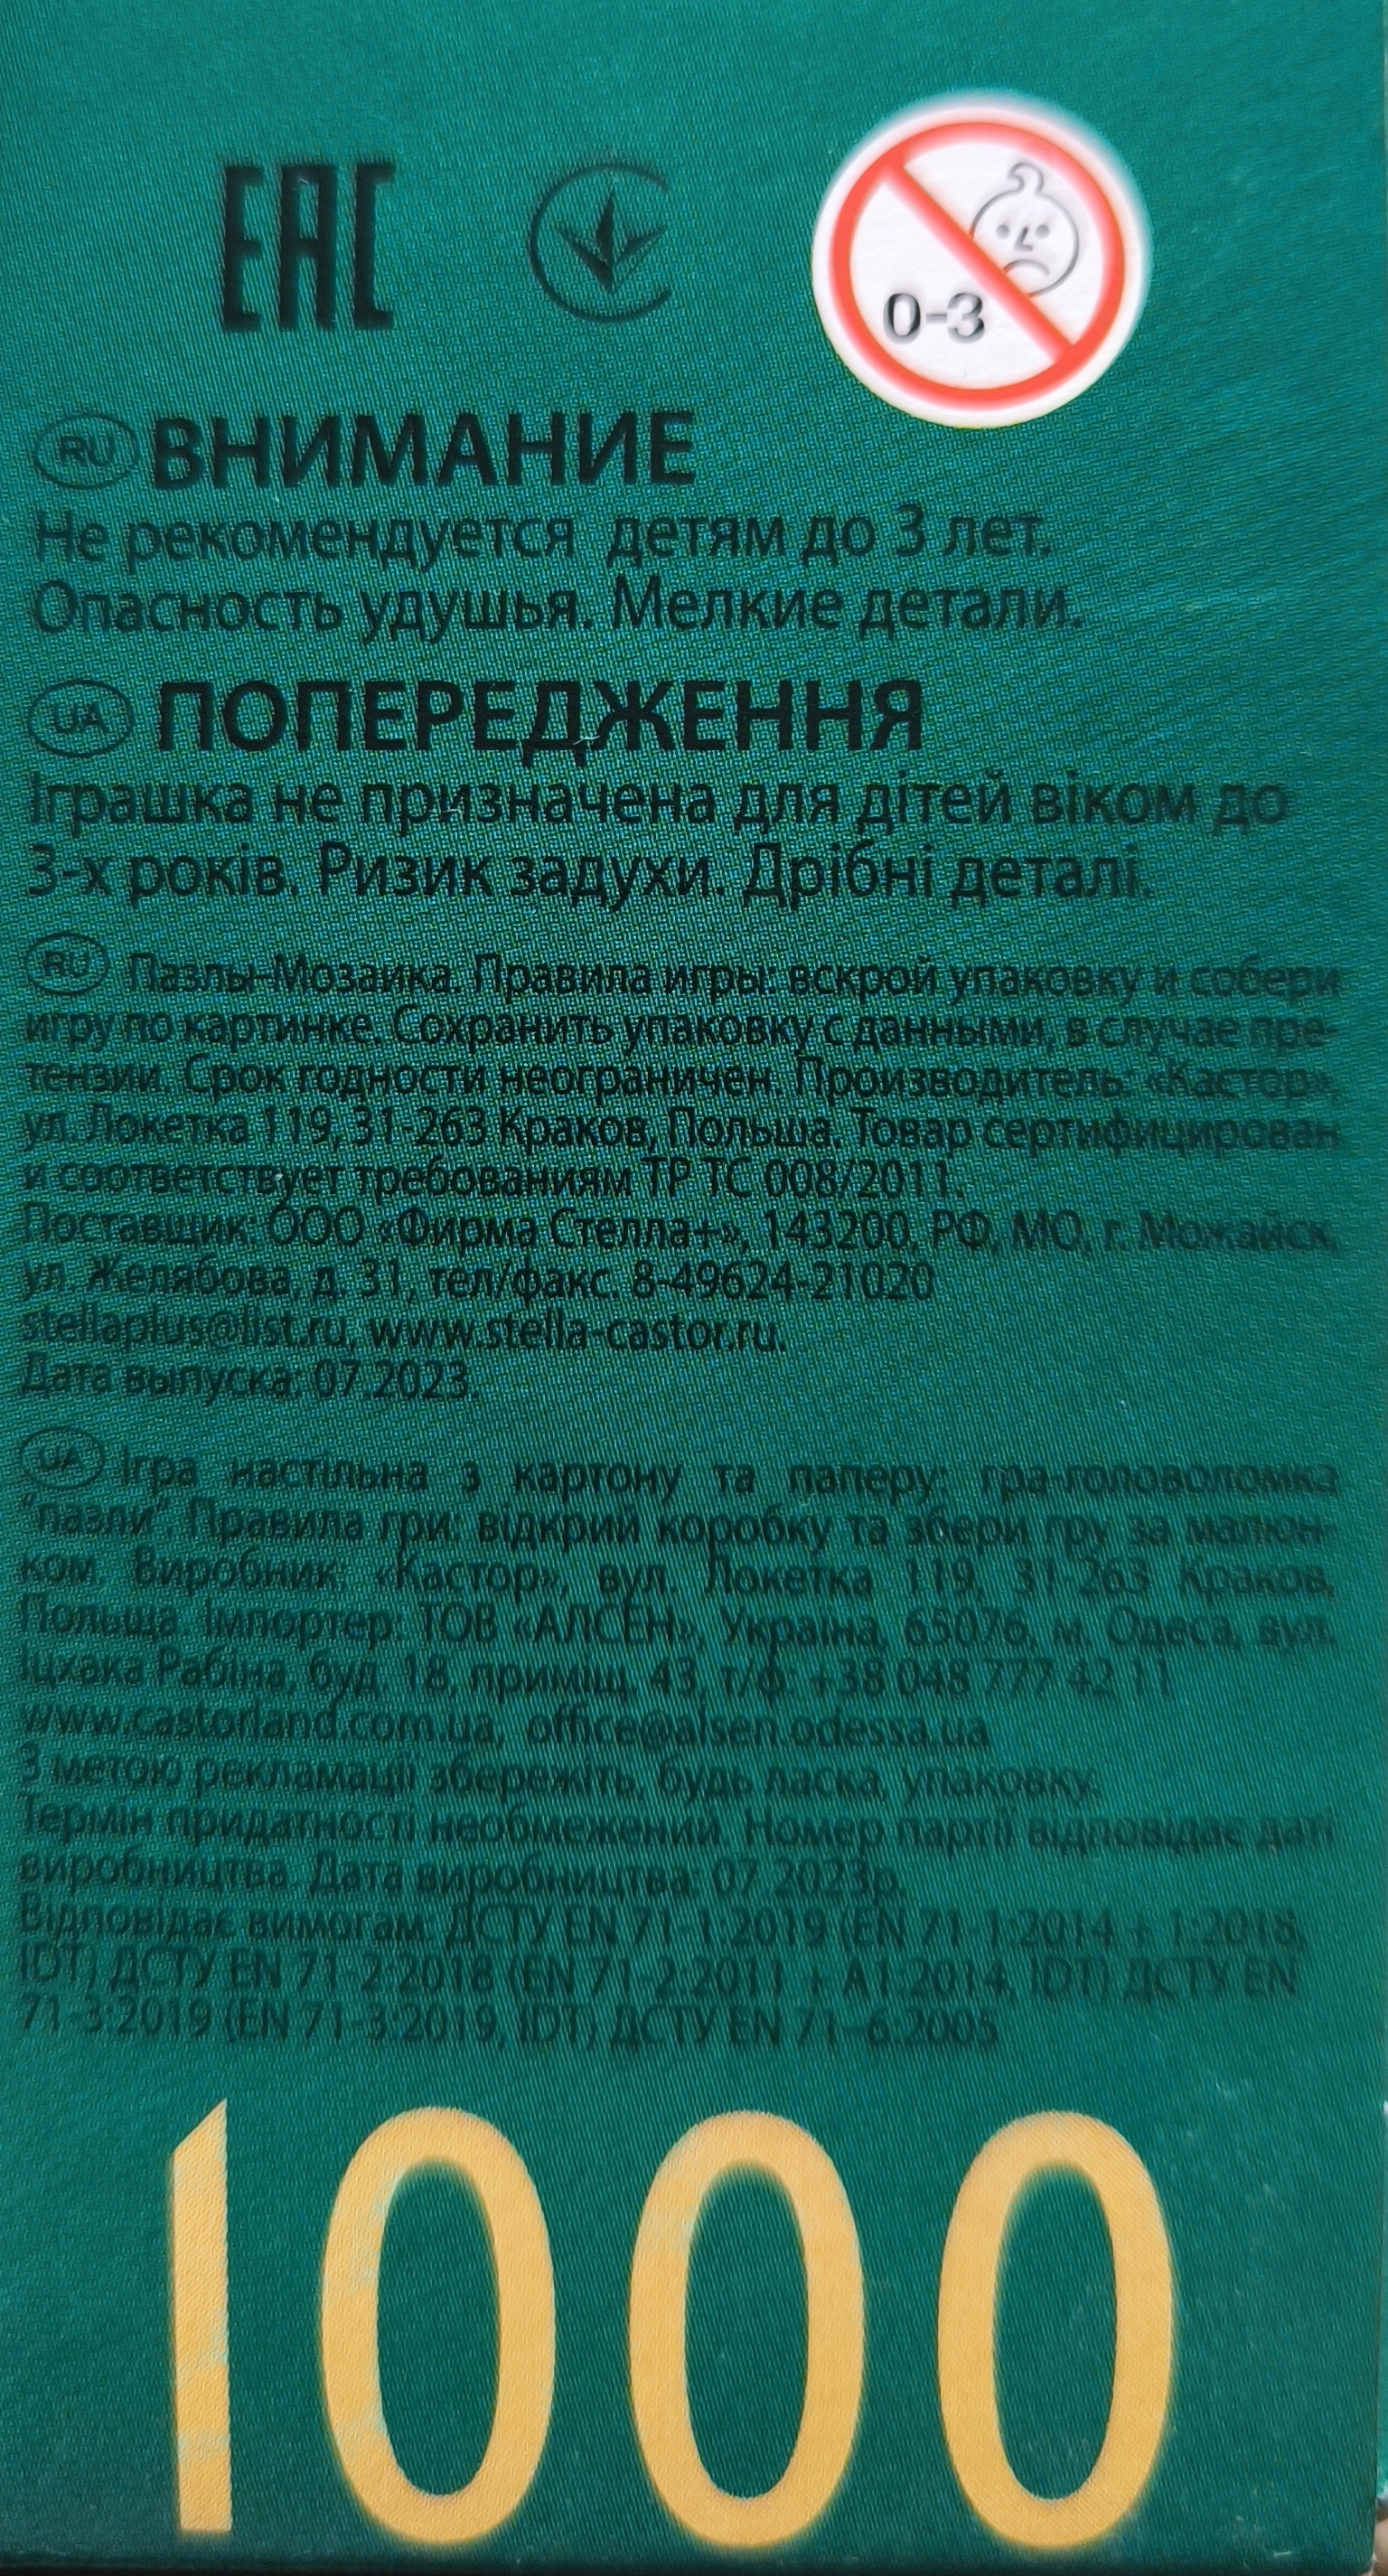 EAC
0-3
RU ВНИМАНИЕ
Не рекомендуется детям до 3 лет.
Опасность удушья. Мелкие детали.
UA ПОПЕРЕДЖЕННЯ
Іграшка не призначена для дітей віком до
3-х років. Ризик задухи. Дрібні деталі.
RU Пазлы-Мозаика. Правила игры: вскрой упаковку и собери
игру по картинке. Сохранить упаковку с данными, в случае пре-
тензии. Срок годности неограничен. Производитель: «Кастор»,
ул. Локетка 119, 31-263 Краков, Польша. Товар сертифицирован
и соответствует требованиям ТР ТС 008/2011.
Поставщик: ООО «Фирма Стелла+», 143200, РФ, МО, г. Можайск,
ул. Желябова, д. 31, тел/факс. 8-49624-21020
stellaplus@list.ru, www.stella-castor.ru.
Дата выпуска: 07.2023.
UA Ігра настільна з картону та паперу: гра-головоломка
"пазли". Правила гри: відкрий коробку та збери гру за малюн-
ком. Виробник: «Кастор», вул. Локетка 119, 31-263 Краков,
Польща. Імпортер: ТОВ «АЛСЕН», Україна, 65076, м. Одеса, вул.
Іцхака Рабіна, буд. 18, приміщ. 43, т/ф: +38 048 777 42 11
www.castorland.com.ua, office@alsen.odessa.ua
З метою рекламації збережіть, будь ласка, упаковку.
Термін придатності необмежений. Номер партії відповідає даті
виробництва. Дата виробництва: 07.2023р.
Відповідає вимогам: ДСТУ EN 71-1:2019 (EN 71-1:2014 + 1:2018,
IDT) ДСТУ EN 71-2:2018 (EN 71-2:2011 + A1:2014, IDT) ДСТУ EN
71-3:2019 (EN 71-3:2019, IDT) ДСТУ EN 71–6:2005
1000